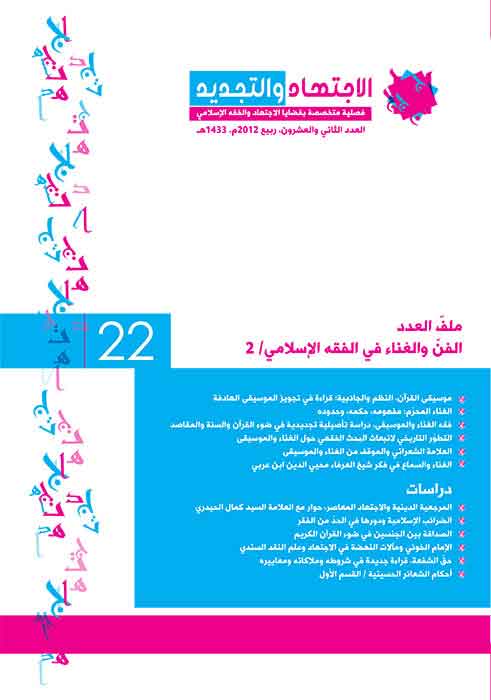 الاجتهاد والتجديد
فصلية متخصصة بقضايا الاجتهاد والفقه الإسلامي
العدد الثاني والعشرون، ربيع 2012م، 1433هـ
22
ملفّ العدد
الفنّ والغناء في الفقه الإسلامي/ 2
موسيقى القرآن، النظم والجاذبية؛ قراءة في تجويز الموسيقى الهادفة
الغناء المحرّم؛ مفهومه، حكمه، وحدوده
فقه الغناء والموسيقى، دراسة تأصيلية تجديدية في ضوء القرآن والسنة والمقاصد
التطوّر التاريخي لانبعاث البحث الفقهي حول الغناء والموسيقى
العلامة الشعراني والموقف من الغناء والموسيقى
الغناء والسماع في فكر شيخ العرفاء محيي الدين ابن عربي
دراسات
المرجعية الدينية والاجتهاد المعاصر، حوار مع العلامة السيد كمال الحيدري
الضرائب الإسلامية ودورها في الحدّ من الفقر
الصداقة بين الجنسين في ضوء القرآن الكريم
الإمام الخوئي ومآلات النهضة في الاجتهاد وعلم النقد السندي
حقّ الشفعة، قراءة جديدة في شروطه وملاكاته ومعاييره
أحكام الشعائر الحسينية / القسم الأول